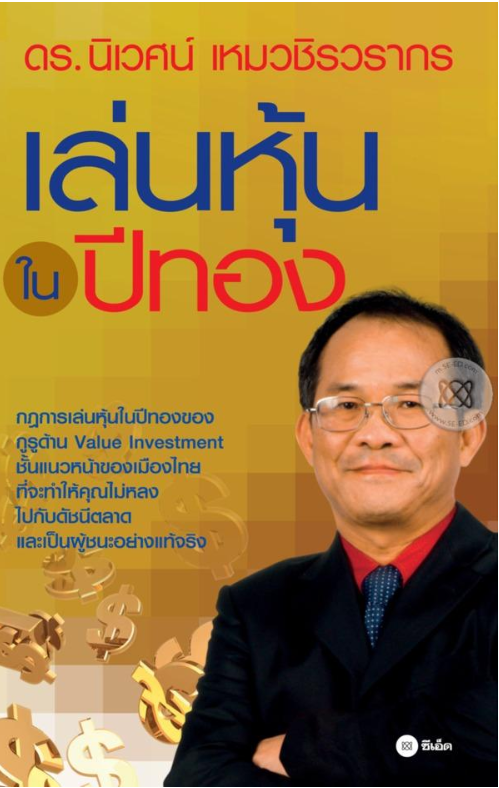 ดร. นิเวศน์ เหมวชิรวรากร
เล่นหุ้น
ใน ปีทอง
กฎการเล่นหุ้นในปีทองของ
กูรูด้าน Value Investment
ชั้นแนวหน้าของเมืองไทย
ที่จะทำให้คุณไม่หลง
ไปกับดัชนีตลาด
และเป็นผู้ชนะอย่างแท้จริง
ซีเอ็ด